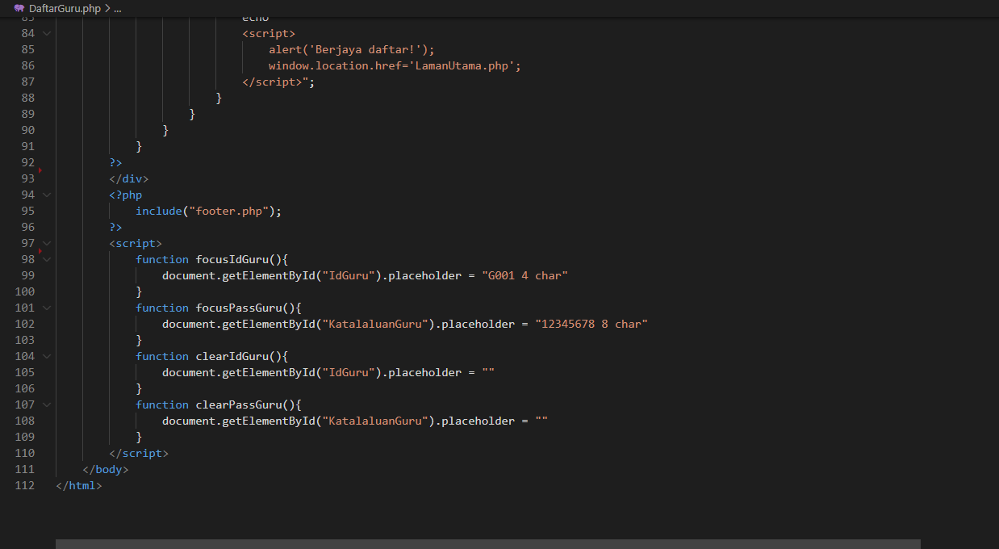 DaftarGuru.php > ...
83 echo
84 <script>
85 alert('Berjaya daftar!');
86 window.location.href='LamanUtama.php';
87 </script>";
88 }
89 }
90 }
91 }
92 ?>
93 </div>
94 <?php
95 include("footer.php");
96 ?>
97 <script>
98 function focusIdGuru(){
99 document.getElementById("IdGuru").placeholder = "G001 4 char"
100 }
101 function focusPassGuru(){
102 document.getElementById("KatalaluanGuru").placeholder = "12345678 8 char"
103 }
104 function clearIdGuru(){
105 document.getElementById("IdGuru").placeholder = ""
106 }
107 function clearPassGuru(){
108 document.getElementById("KatalaluanGuru").placeholder = ""
109 }
110 </script>
111 </body>
112 </html>